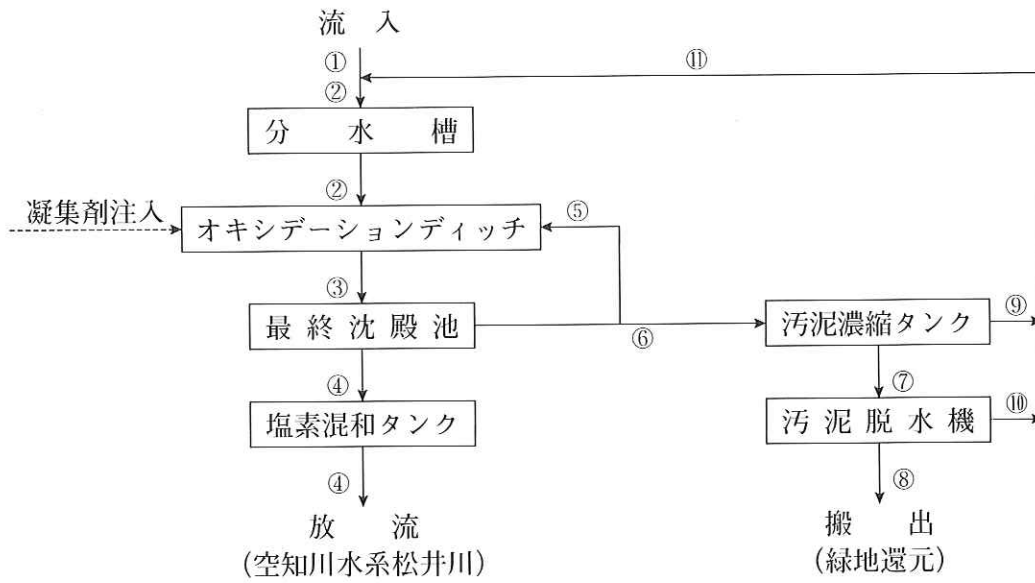 流入
①
⑪
②
分水槽
②
凝集剤注入
⑤
オキシデーションディッチ
③
最終沈殿池
⑥
汚泥濃縮タンク
⑨
④
⑦
塩素混和タンク
汚泥脱水機
⑩
④
⑧
放流
(空知川水系松井川)
搬出
(緑地還元)